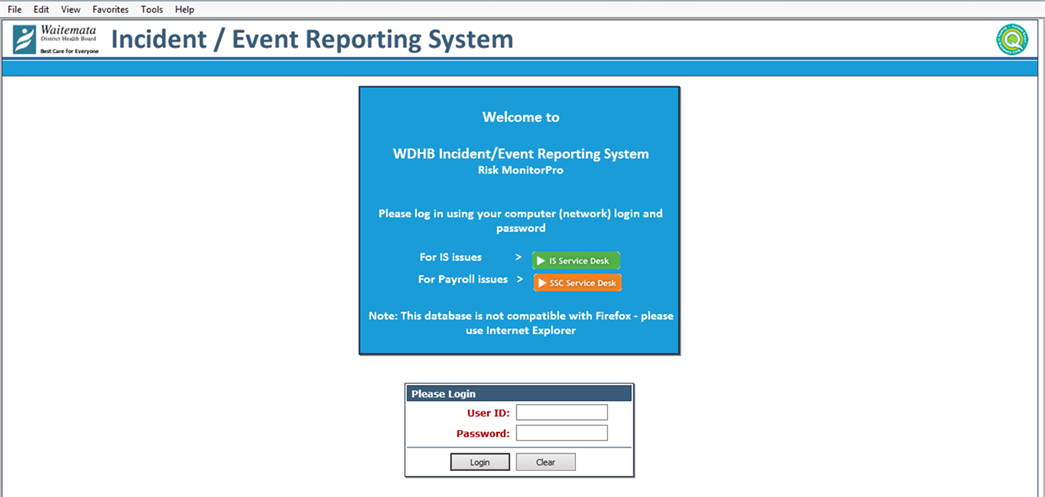 File Edit View Favorites Tools Help
Waitemata
District Health Board
Best Care for Everyone
Incident / Event Reporting System
Q
Welcome to
WDHB Incident/Event Reporting System
Risk MonitorPro
Please log in using your computer (network) login and
password
For IS issues > IS Service Desk
For Payroll issues > SSC Service Desk
Note: This database is not compatible with Firefox - please
use Internet Explorer
Please Login
User ID:
Password:
Login Clear